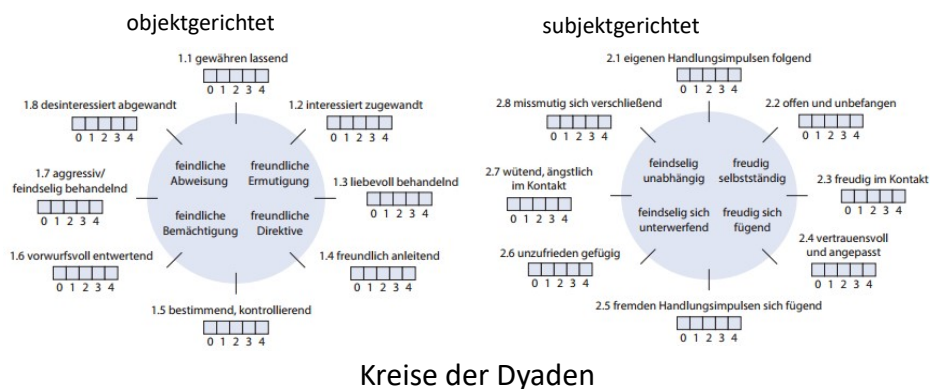 objektgerichtet
1.1 gewähren lassend
0 1 2 3 4
1.8 desinteressiert abgewandt
0 1 2 3 4
1.2 interessiert zugewandt
0 1 2 3 4
feindliche
Abweisung
freundliche
Ermutigung
1.7 aggressiv/
feindselig behandelnd
0 1 2 3 4
1.3 liebevoll behandelnd
0 1 2 3 4
feindliche
Bemächtigung
freundliche
Direktive
1.6 vorwurfsvoll entwertend
0 1 2 3 4
1.4 freundlich anleitend
0 1 2 3 4
1.5 bestimmend, kontrollierend
0 1 2 3 4
subjektgerichtet
2.1 eigenen Handlungsimpulsen folgend
0 1 2 3 4
2.8 missmutig sich verschließend
0 1 2 3 4
2.2 offen und unbefangen
0 1 2 3 4
feindselig
unabhängig
freudig
selbstständig
2.7 wütend, ängstlich
im Kontakt
0 1 2 3 4
2.3 freudig im Kontakt
0 1 2 3 4
feindselig sich
unterwerfend
freudig sich
fügend
2.6 unzufrieden gefügig
0 1 2 3 4
2.4 vertrauensvoll
und angepasst
0 1 2 3 4
2.5 fremden Handlungsimpulsen sich fügend
0 1 2 3 4
Kreise der Dyaden